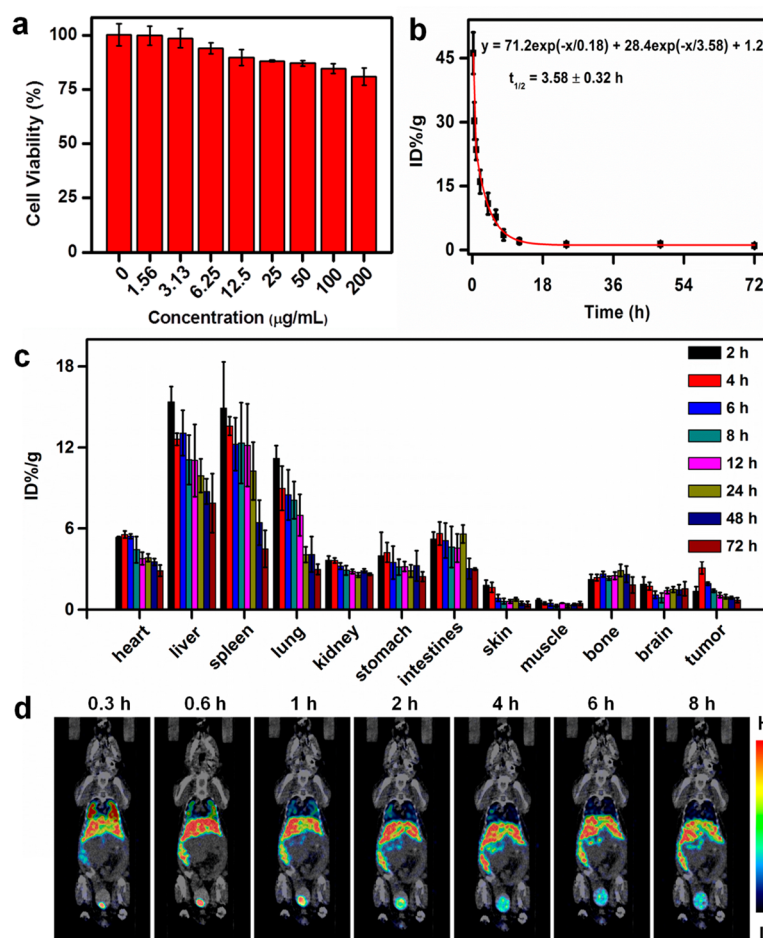 a
Cell Viability (%)
100
75
50
75
0
0
1.56
3.13
6.25
12.5
25
50
100
200
Concentration (μg/mL)
b
y = 71.2exp(-x/0.18) + 28.4exp(-x/3.58) + 1.2
t1/2 = 3.58 ± 0.32 h
ID%/g
45
30
15
0
0 18 36 54 72
Time (h)
c
ID%/g
18
12
6
0
2 h
4 h
6 h
8 h
12 h
24 h
48 h
72 h
heart
liver
spleen
lung
kidney
stomach
intestines
skin
muscle
bone
brain
tumor
d
0.3 h 0.6 h 1 h 2 h 4 h 6 h 8 h